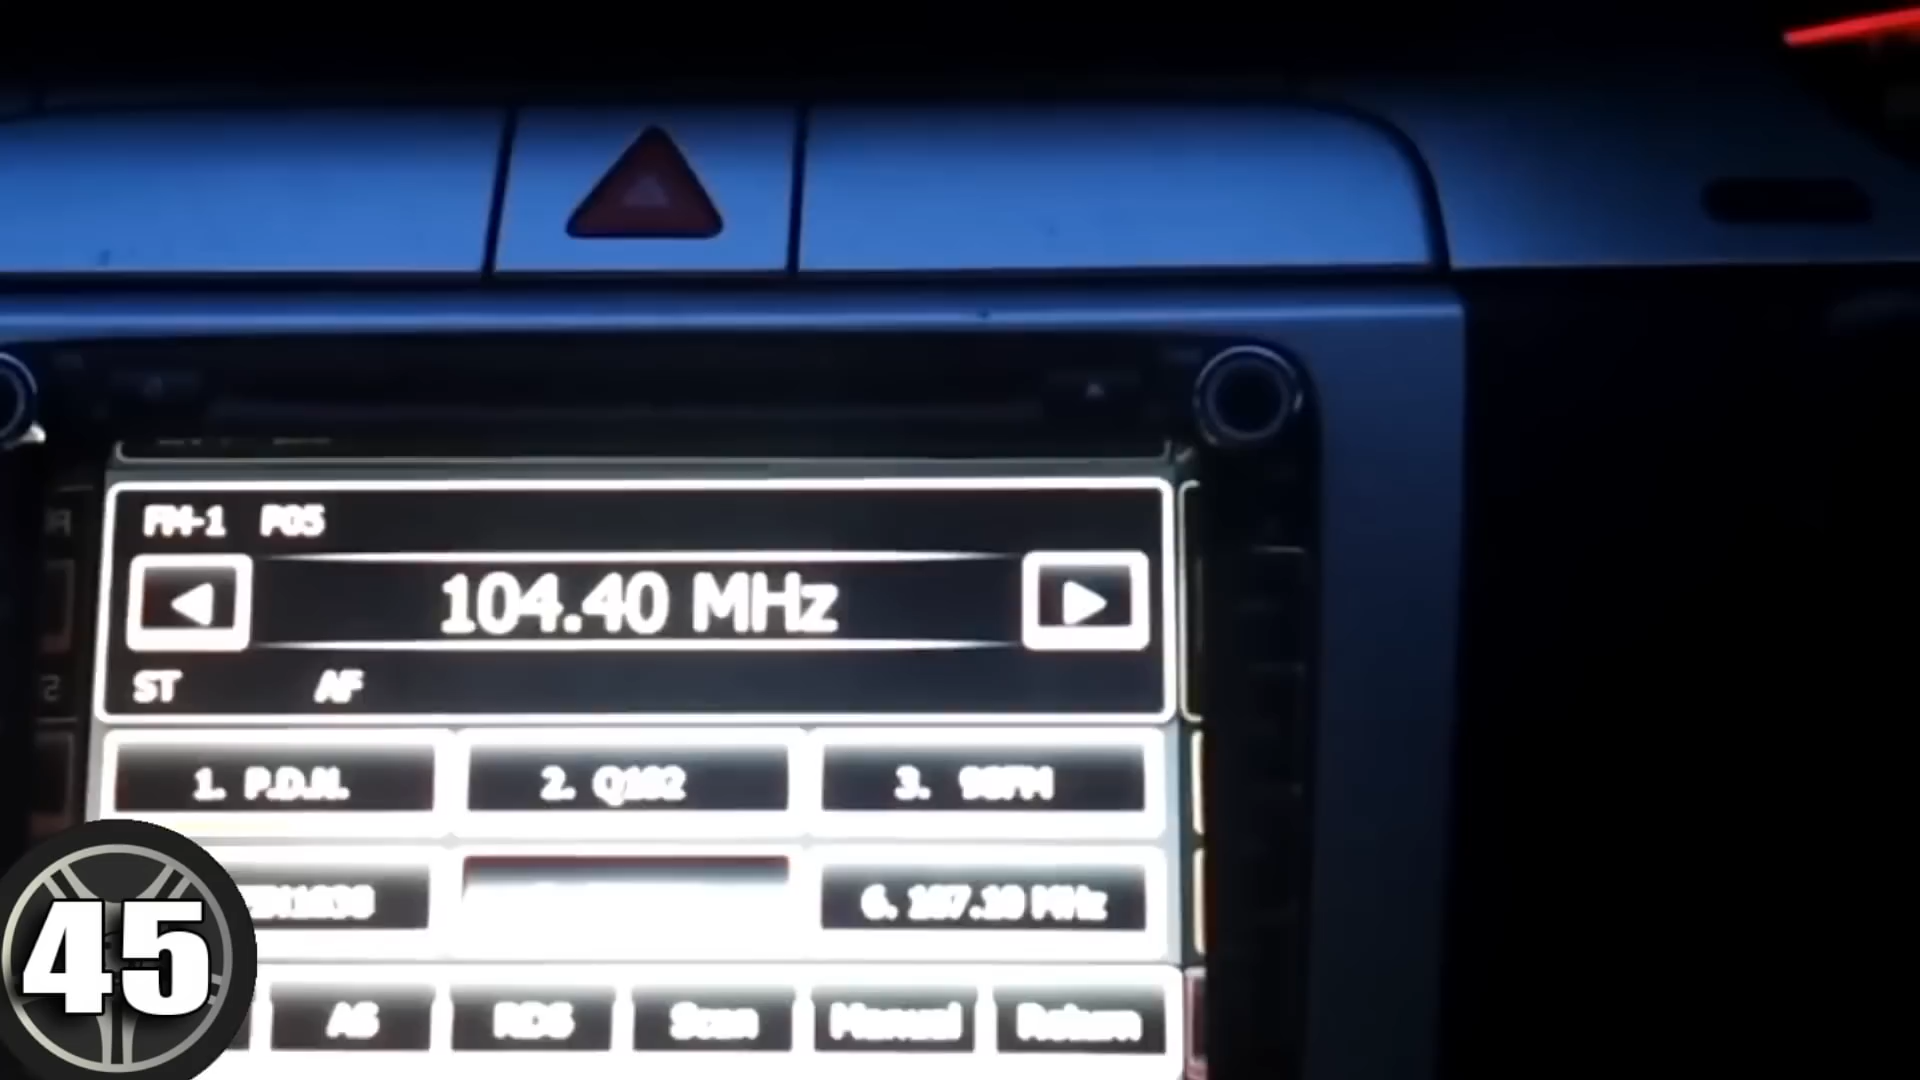 FM-1 P05
104.40 MHz
ST AF
1. P.D.N. 2. Q102 3. 98FM
6. 107.10 MHz
AS RDS Scan Manual Return
45